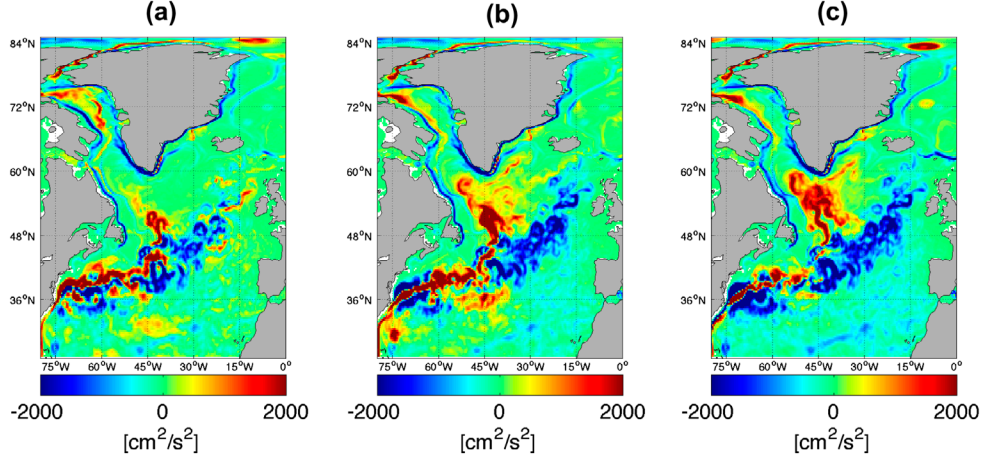 (a) (b) (c)
84°N 84°N 84°N
72°N 72°N 72°N
60°N 60°N 60°N
48°N 48°N 48°N
36°N 36°N 36°N
75°W 60°W 45°W 30°W 15°W 0 75°W 60°W 45°W 30°W 15°W 0 75°W 60°W 45°W 30°W 15°W 0
-2000 0 2000 -2000 0 2000 -2000 0 2000
[cm²/s²] [cm²/s²] [cm²/s²]